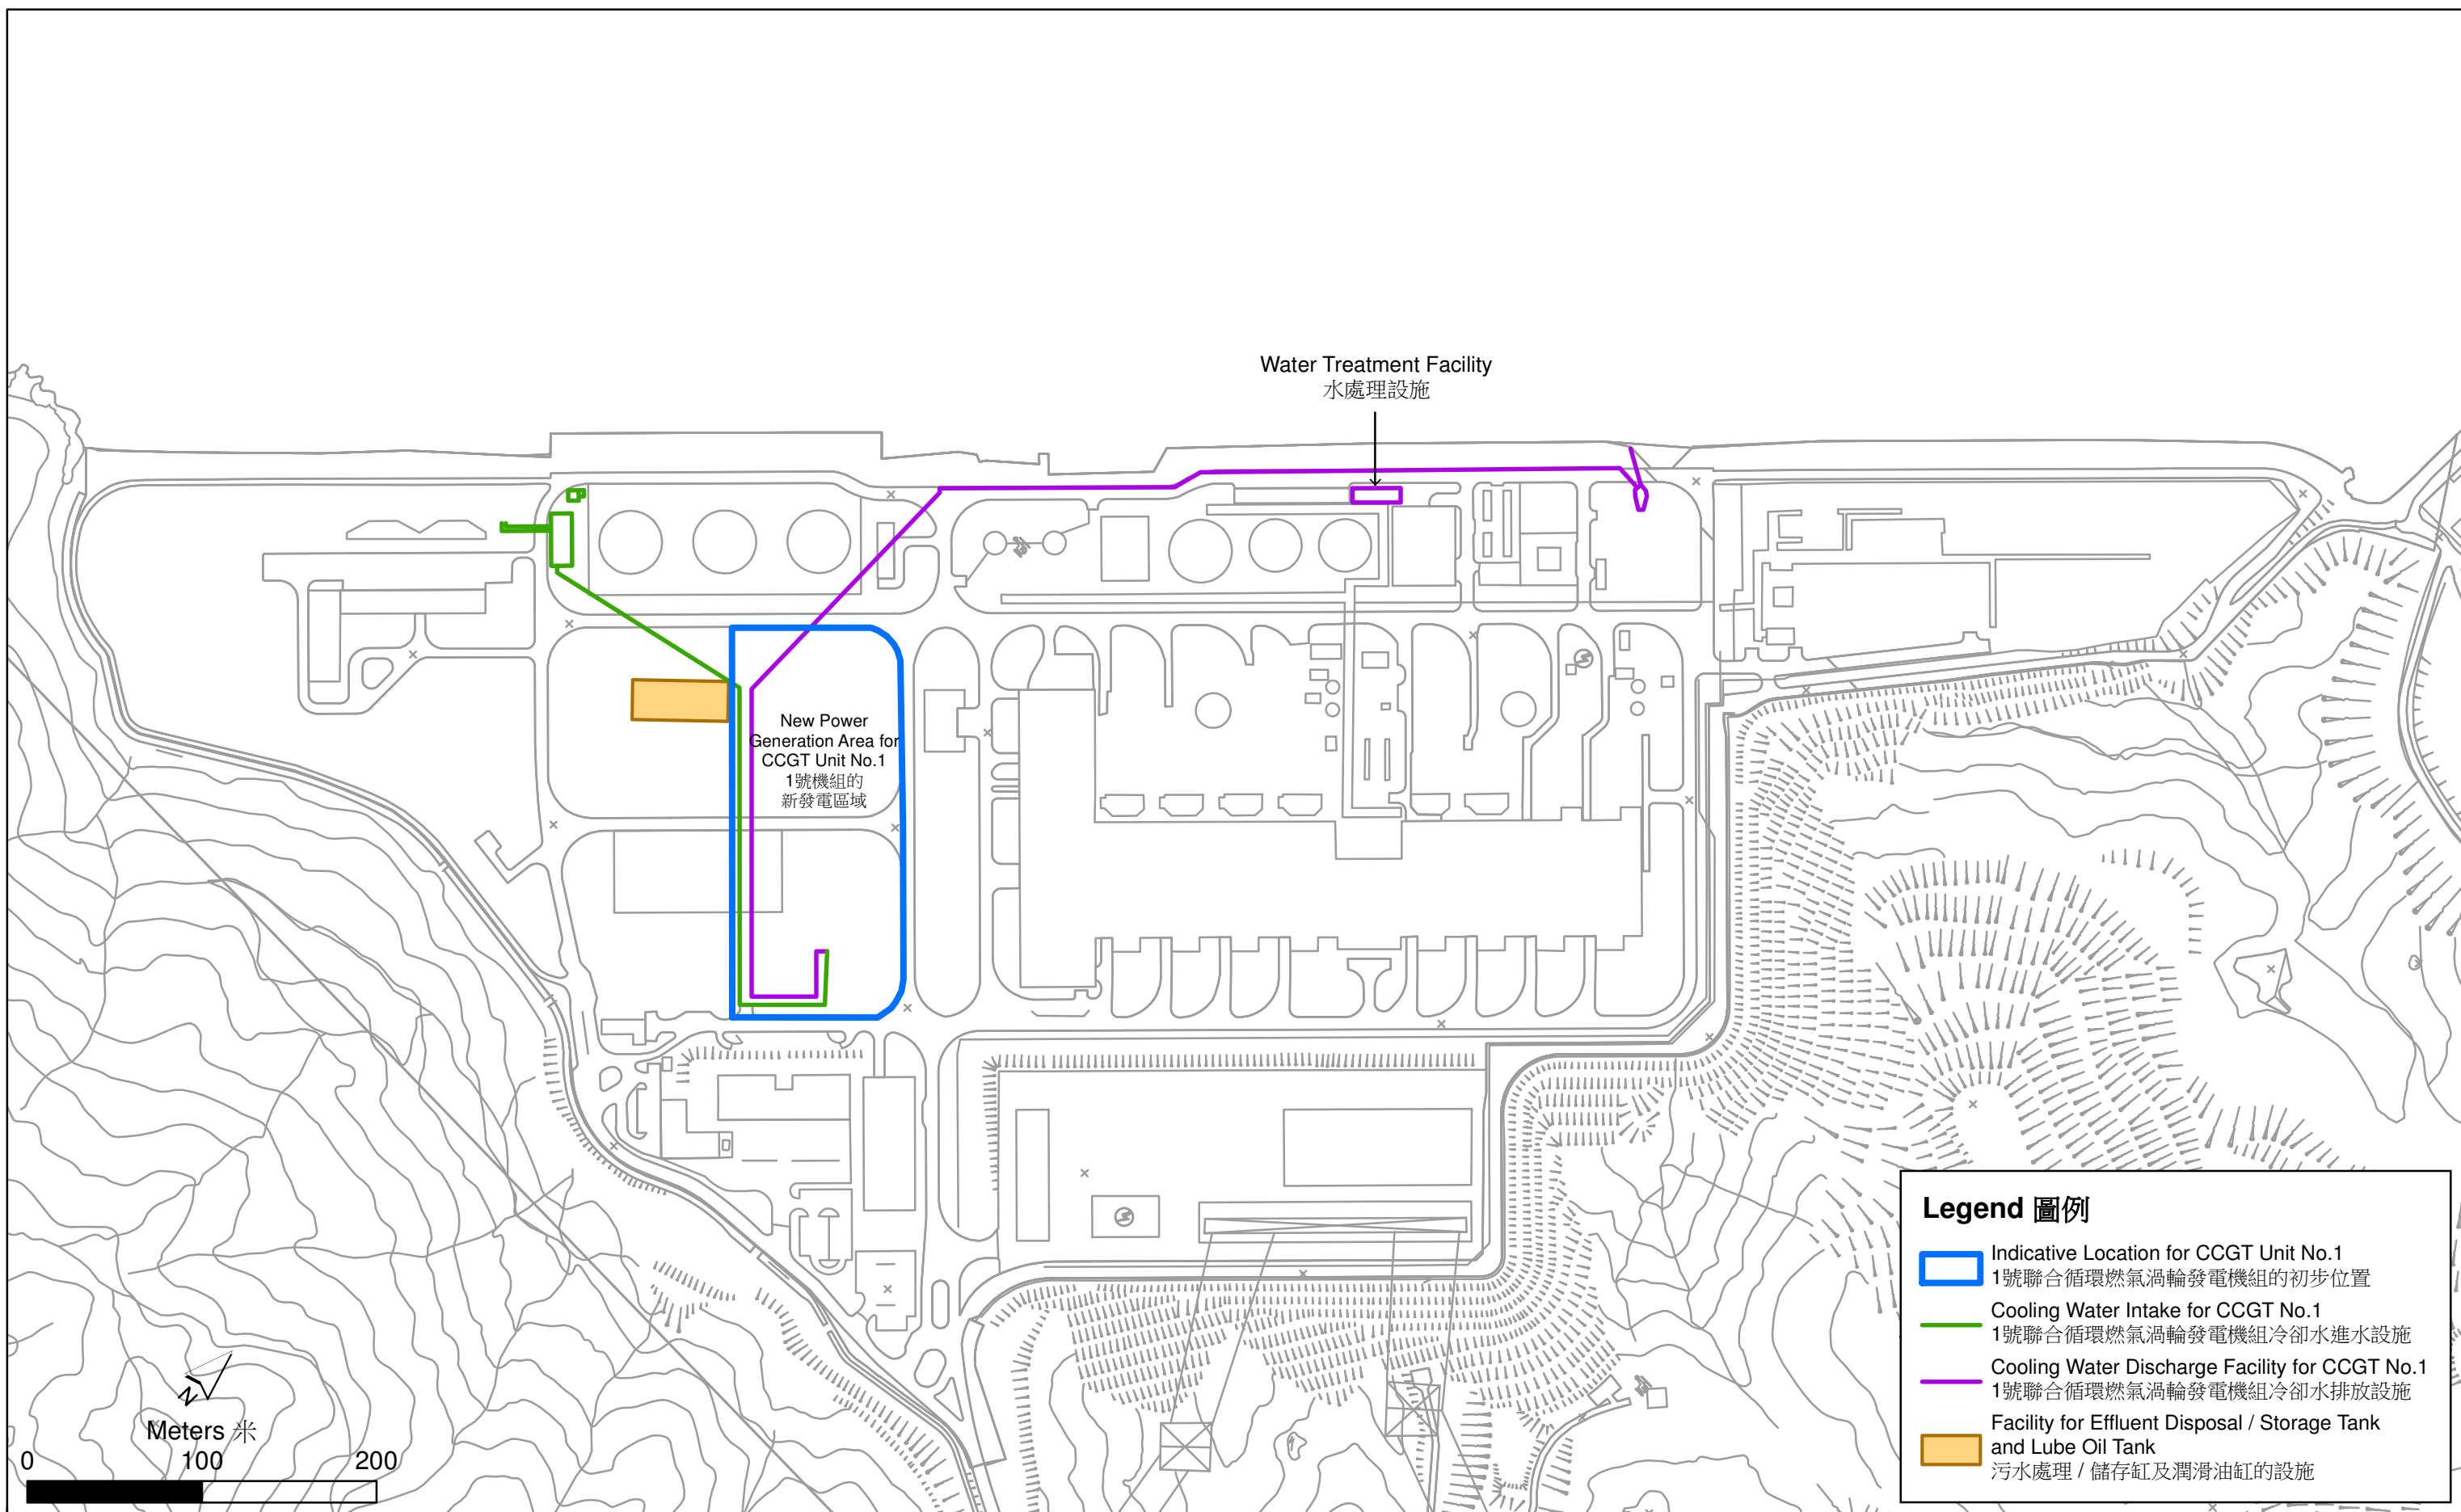 Water Treatment Facility
水處理設施
New Power
Generation Area for
CCGT Unit No.1
1號機組的
新發電區域
N
Meters 米
0 100 200
Legend 圖例
Indicative Location for CCGT Unit No.1
1號聯合循環燃氣渦輪發電機組的初步位置
Cooling Water Intake for CCGT No.1
1號聯合循環燃氣渦輪發電機組冷卻水進水設施
Cooling Water Discharge Facility for CCGT No.1
1號聯合循環燃氣渦輪發電機組冷卻水排放設施
Facility for Effluent Disposal / Storage Tank
and Lube Oil Tank
污水處理 / 儲存缸及潤滑油缸的設施